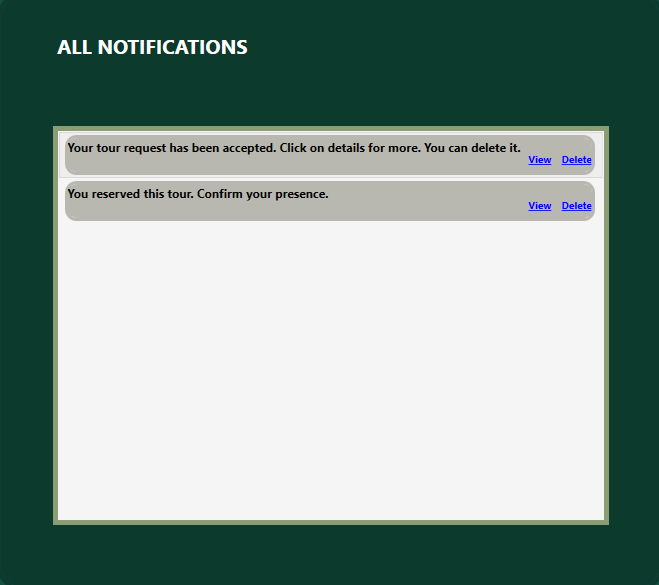 ALL NOTIFICATIONS
Your tour request has been accepted. Click on details for more. You can delete it.
View Delete
You reserved this tour. Confirm your presence.
View Delete